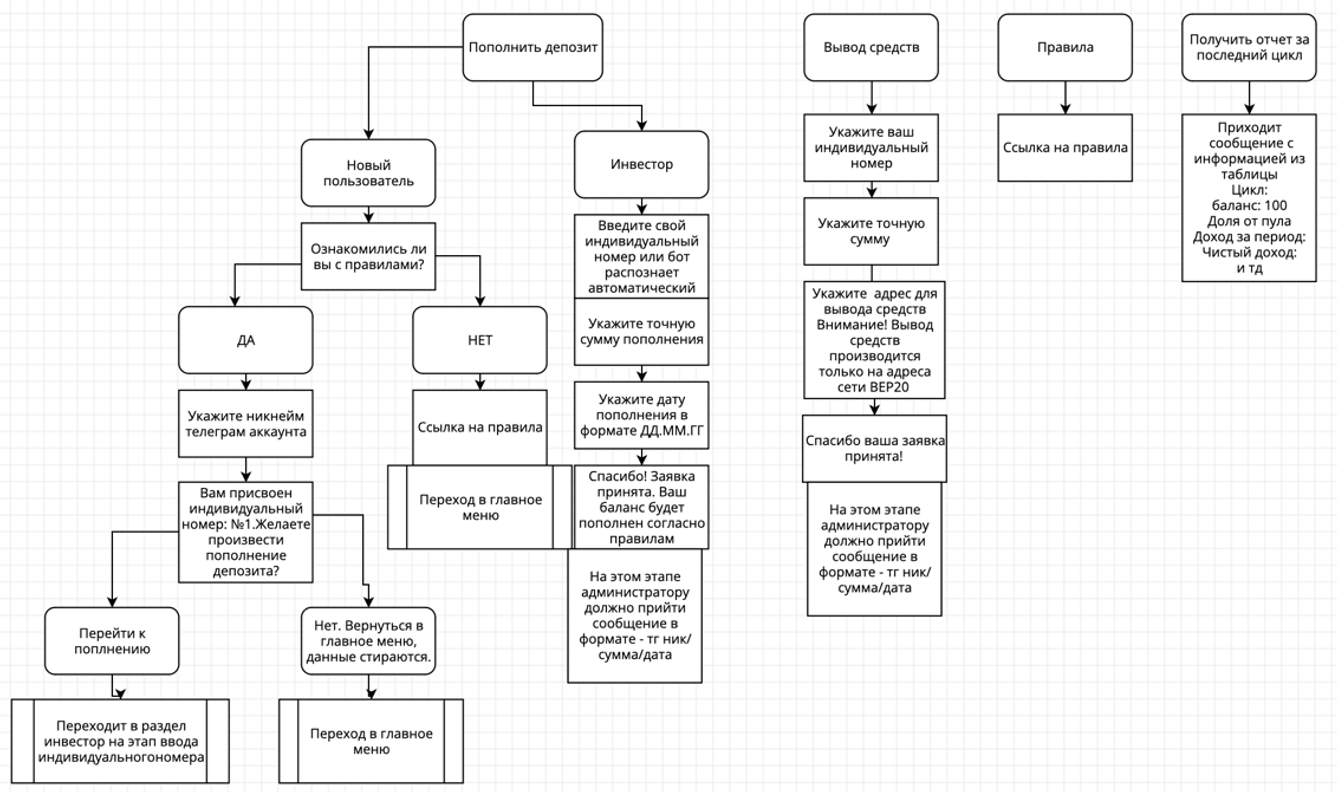 Пополнить депозит
Вывод средств
Правила
Получить отчет за
последний цикл
Новый
пользователь
Инвестор
Укажите ваш
индивидуальный
номер
Ссылка на правила
Приходит
сообщение с
информацией из
таблицы
Цикл:
баланс: 100
Доля от пула
Доход за период:
Чистый доход:
и тд
Ознакомились ли
вы с правилами?
Введите свой
индивидуальный
номер или бот
распознает
автоматический
Укажите точную
сумму
ДА
НЕТ
Укажите точную
сумму пополнения
Укажите  адрес для
вывода средств
Внимание! Вывод
средств
производится
только на адреса
сети BEP20
Укажите никнейм
телеграм аккаунта
Ссылка на правила
Укажите дату
пополнения в
формате ДД.ММ.ГГ
Спасибо ваша заявка
принята!
Вам присвоен
индивидуальный
номер: №1.Желаете
произвести
пополнение
депозита?
Переход в главное
меню
Спасибо! Заявка
принята. Ваш
баланс будет
пополнен согласно
правилам
На этом этапе
администратору
должно прийти
сообщение в
формате - тг ник/
сумма/дата
На этом этапе
администратору
должно прийти
сообщение в
формате - тг ник/
сумма/дата
Перейти к
поплнению
Нет. Вернуться в
главное меню,
данные стираются.
Переходит в раздел
инвестор на этап ввода
индивидуальногономера
Переход в главное
меню